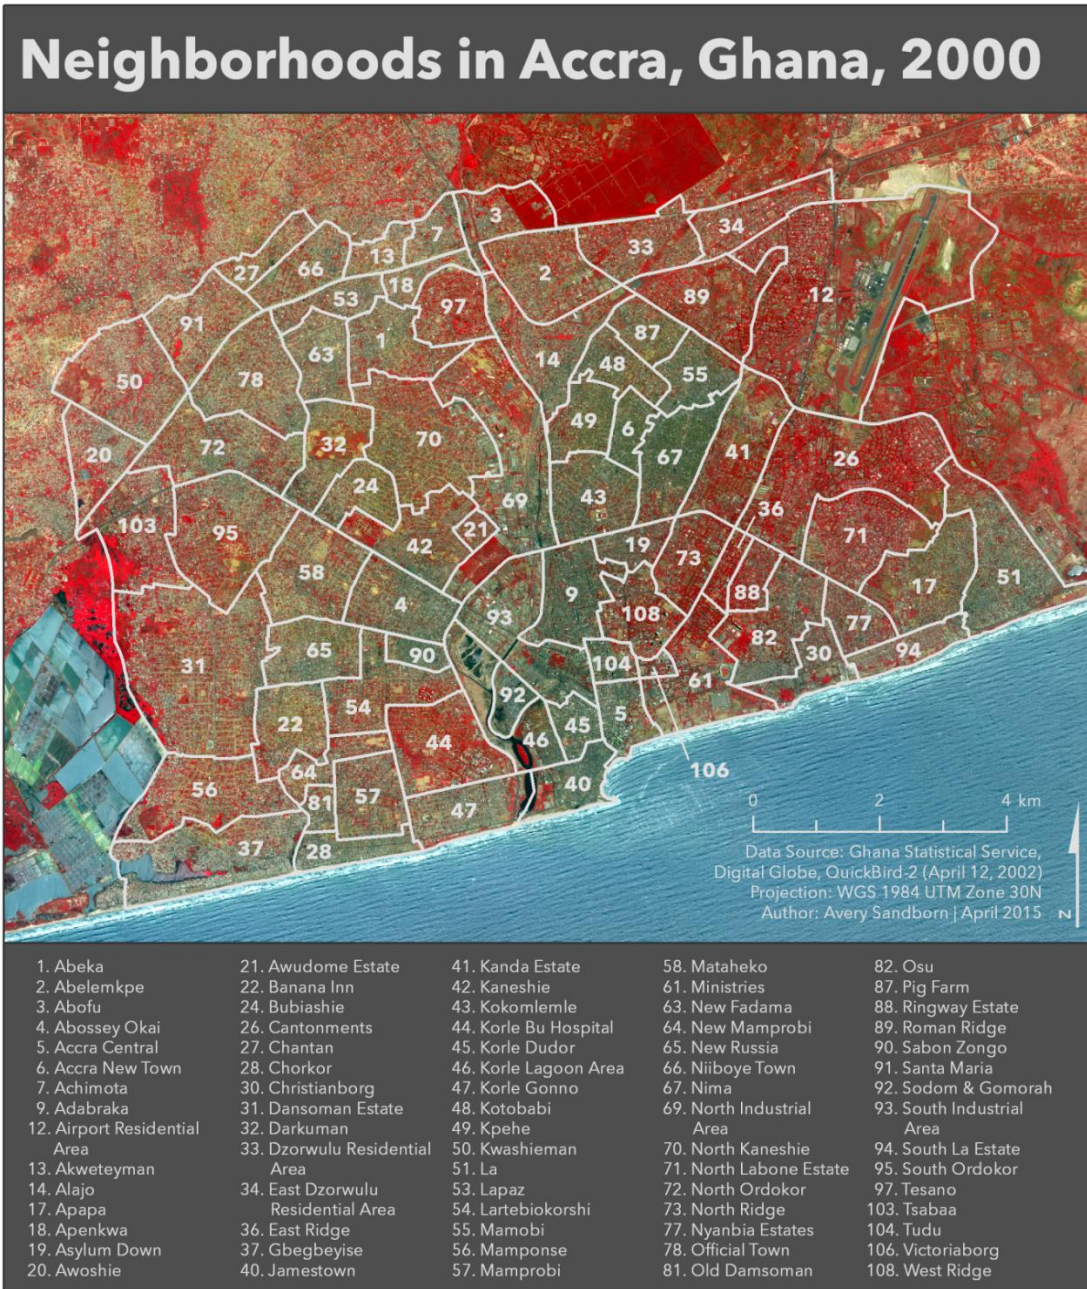 Neighborhoods in Accra, Ghana, 2000
3
34
7
33
13
2
27
66
12
18
89
53
97
91
1
87
14
63
48
50
55
78
49
6
70
32
41
72
20
67
26
24
43
69
36
103
21
95
42
71
19
73
58
51
17
88
9
4
93
108
77
82
65
90
30
94
31
104
61
92
54
5
22
45
46
44
106
64
40
56
57
81
47
37
28
0 2 4 km
Data Source: Ghana Statistical Service,
Digital Globe, QuickBird-2 (April 12, 2002)
Projection: WGS 1984 UTM Zone 30N
Author: Avery Sandborn | April 2015
N
1. Abeka
2. Abelemkpe
3. Abofu
4. Abossey Okai
5. Accra Central
6. Accra New Town
7. Achimota
9. Adabraka
12. Airport Residential
Area
13. Akweteyman
14. Alajo
17. Apapa
18. Apenkwa
19. Asylum Down
20. Awoshie
21. Awudome Estate
22. Banana Inn
24. Bubiashie
26. Cantonments
27. Chantan
28. Chorkor
30. Christianborg
31. Dansoman Estate
32. Darkuman
33. Dzorwulu Residential
Area
34. East Dzorwulu
Residential Area
36. East Ridge
37. Gbegbeyise
40. Jamestown
41. Kanda Estate
42. Kaneshie
43. Kokomlemle
44. Korle Bu Hospital
45. Korle Dudor
46. Korle Lagoon Area
47. Korle Gonno
48. Kotobabi
49. Kpehe
50. Kwashieman
51. La
53. Lapaz
54. Lartebiokorshi
55. Mamobi
56. Mamponse
57. Mamprobi
58. Mataheko
61. Ministries
63. New Fadama
64. New Mamprobi
65. New Russia
66. Niiboye Town
67. Nima
69. North Industrial
Area
70. North Kaneshie
71. North Labone Estate
72. North Ordokor
73. North Ridge
77. Nyanbia Estates
78. Official Town
81. Old Damsoman
82. Osu
87. Pig Farm
88. Ringway Estate
89. Roman Ridge
90. Sabon Zongo
91. Santa Maria
92. Sodom & Gomorah
93. South Industrial
Area
94. South La Estate
95. South Ordokor
97. Tesano
103. Tsabaa
104. Tudu
106. Victoriaborg
108. West Ridge